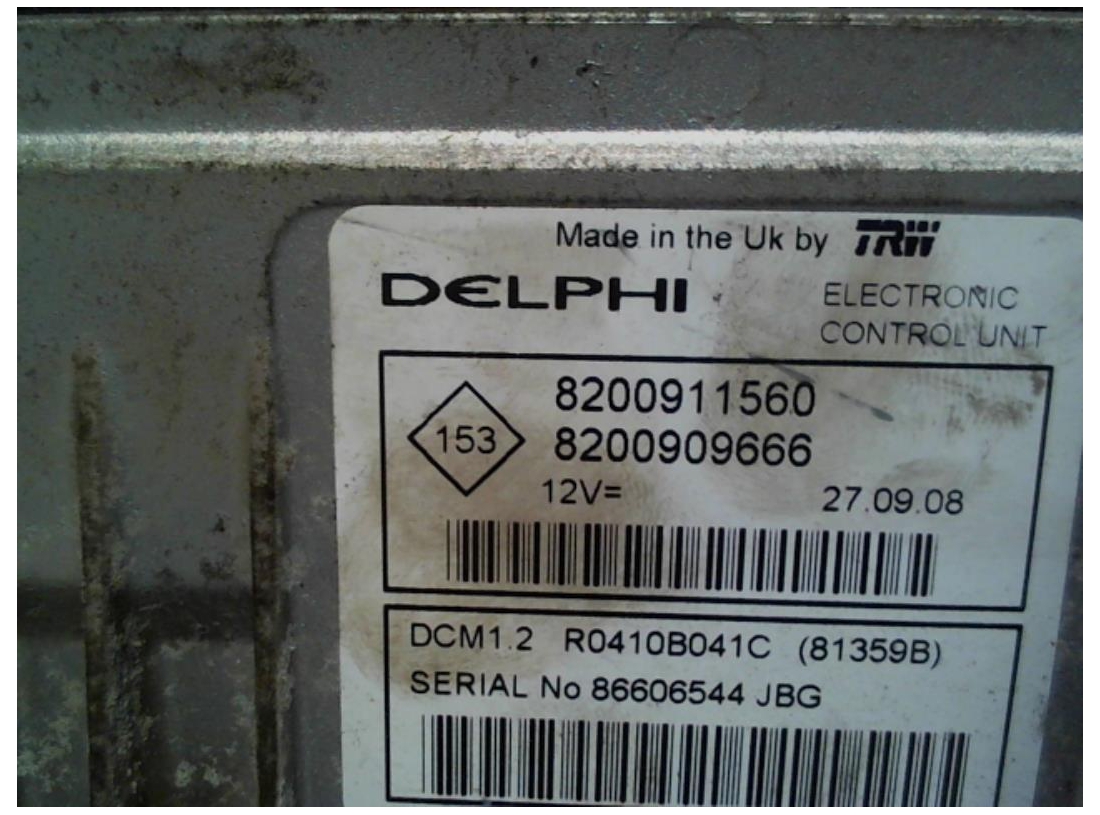 Made in the Uk by TRW
DELPHI
ELECTRONIC
CONTROL UNIT
153
8200911560
8200909666
12V=
27.09.08
DCM1.2 R0410B041C (81359B)
SERIAL No 86606544 JBG